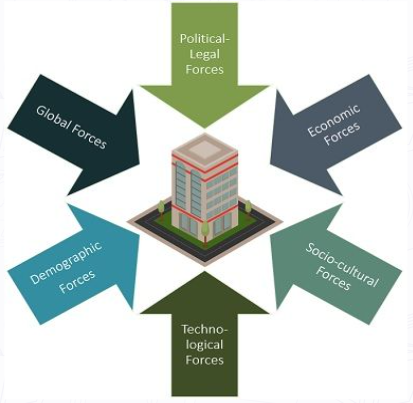 Political-
Legal
Forces
Global Forces
Economic
Forces
Demographic
Forces
Socio-cultural
Forces
Techno-
logical
Forces